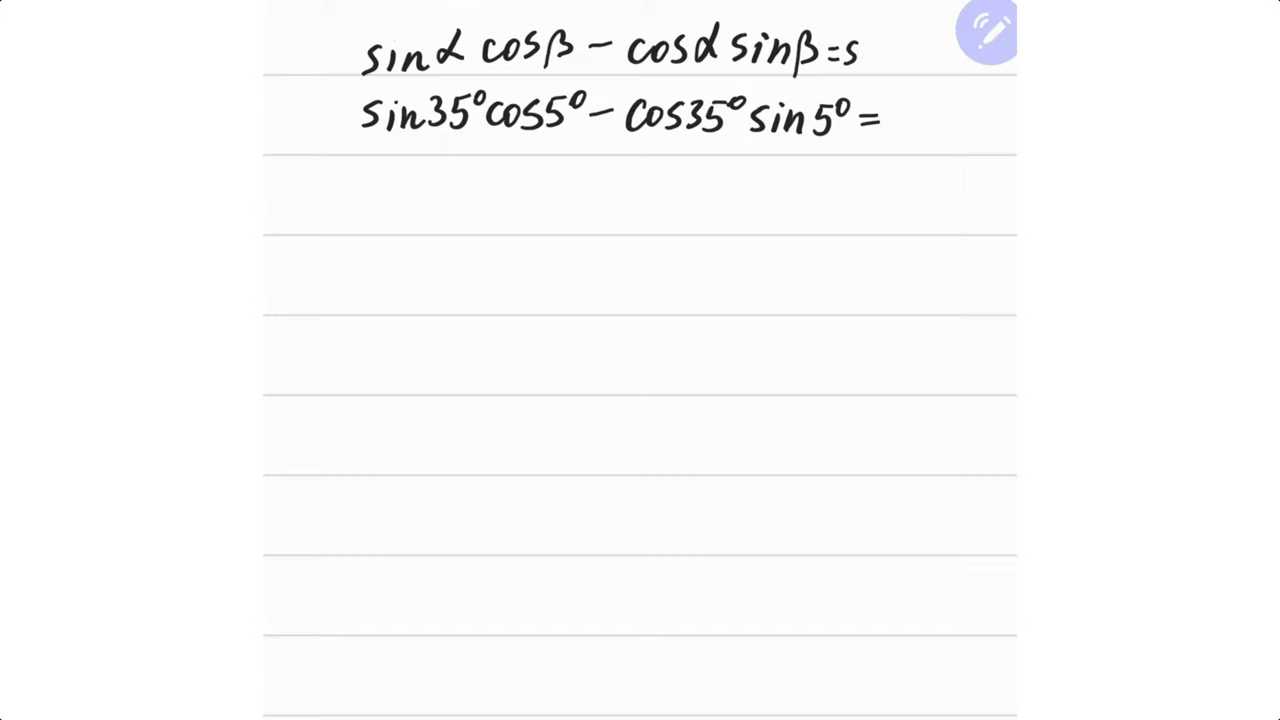 sinα cosβ − cosα sinβ = s
sin35° cos5° − cos35° sin5° =